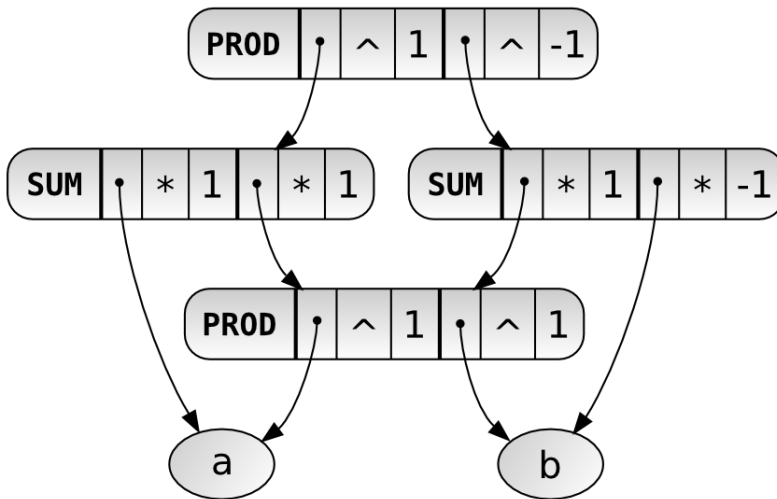 PROD • ^ 1 • ^ -1
SUM • * 1 • * 1
SUM • * 1 • * -1
PROD • ^ 1 • ^ 1
a
b